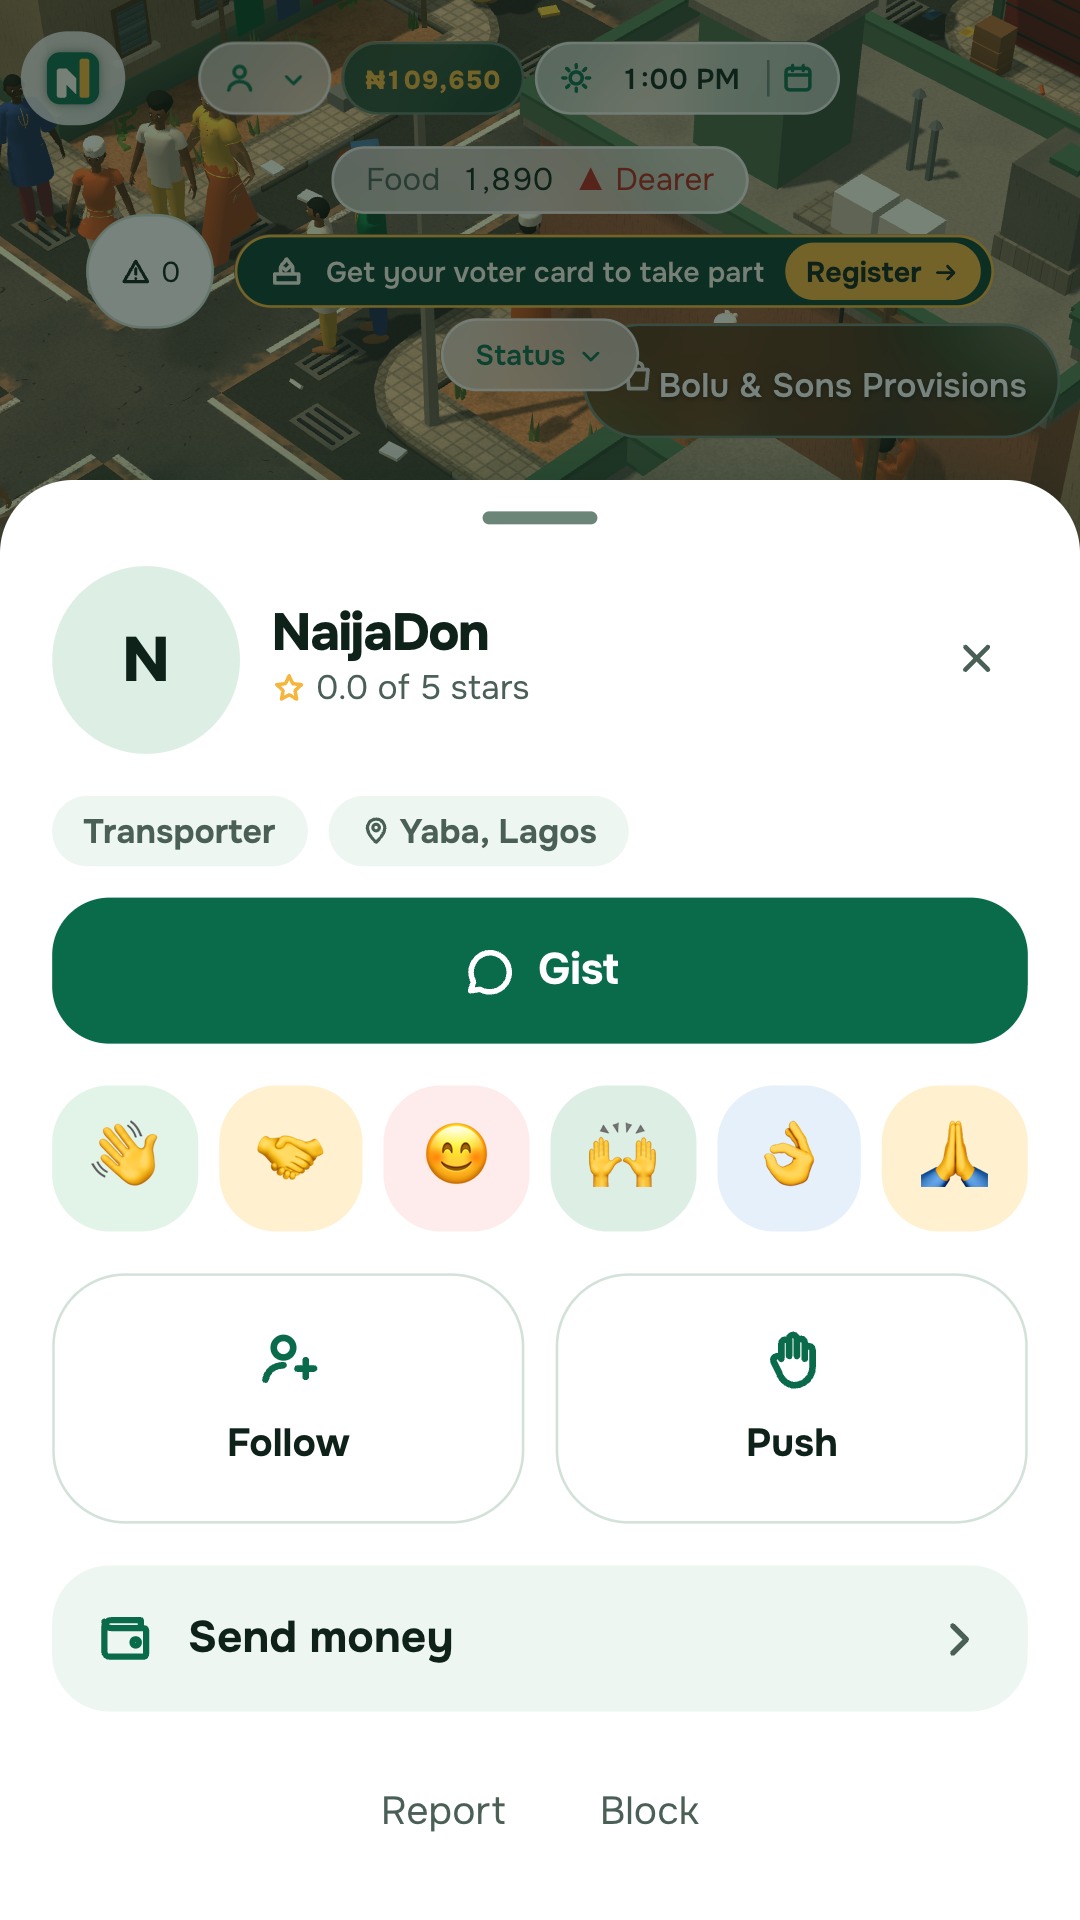 ₦109,650
1:00 PM
Food 1,890 ▲ Dearer
0
Get your voter card to take part
Register →
Status
Bolu & Sons Provisions
N
NaijaDon
0.0 of 5 stars
Transporter
Yaba, Lagos
Gist
Follow
Push
Send money
Report
Block